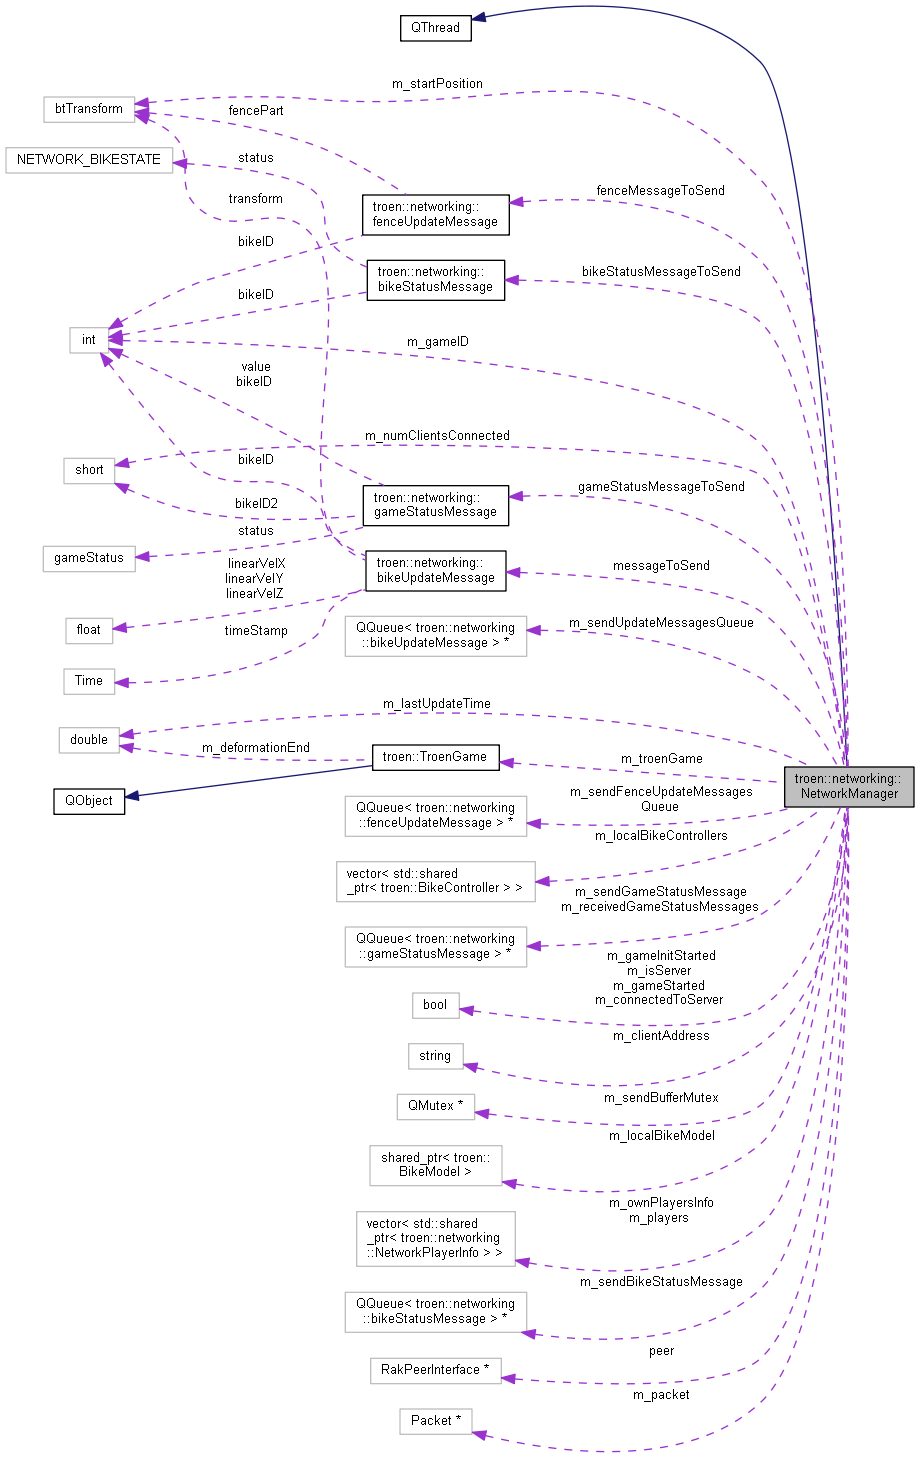 QThread
m_startPosition
btTransform
fencePart
NETWORK_BIKESTATE
status
fenceMessageToSend
transform
troen::networking::
fenceUpdateMessage
bikeID
troen::networking::
bikeStatusMessage
bikeStatusMessageToSend
bikeID
int
m_gameID
value
bikeID
m_numClientsConnected
short
bikeID
gameStatusMessageToSend
troen::networking::
gameStatusMessage
bikeID2
status
gameStatus
troen::networking::
bikeUpdateMessage
messageToSend
linearVelX
linearVelY
linearVelZ
float
timeStamp
QQueue< troen::networking
::bikeUpdateMessage > *
m_sendUpdateMessagesQueue
Time
m_lastUpdateTime
double
m_deformationEnd
troen::TroenGame
m_troenGame
troen::networking::
NetworkManager
QObject
m_sendFenceUpdateMessages
Queue
QQueue< troen::networking
::fenceUpdateMessage > *
m_localBikeControllers
vector< std::shared
_ptr< troen::BikeController > >
m_sendGameStatusMessage
m_receivedGameStatusMessages
QQueue< troen::networking
::gameStatusMessage > *
m_gameInitStarted
m_isServer
m_gameStarted
m_connectedToServer
bool
m_clientAddress
string
m_sendBufferMutex
QMutex *
m_localBikeModel
shared_ptr< troen::
BikeModel >
m_ownPlayersInfo
m_players
vector< std::shared
_ptr< troen::networking
::NetworkPlayerInfo > >
m_sendBikeStatusMessage
QQueue< troen::networking
::bikeStatusMessage > *
peer
RakPeerInterface *
m_packet
Packet *